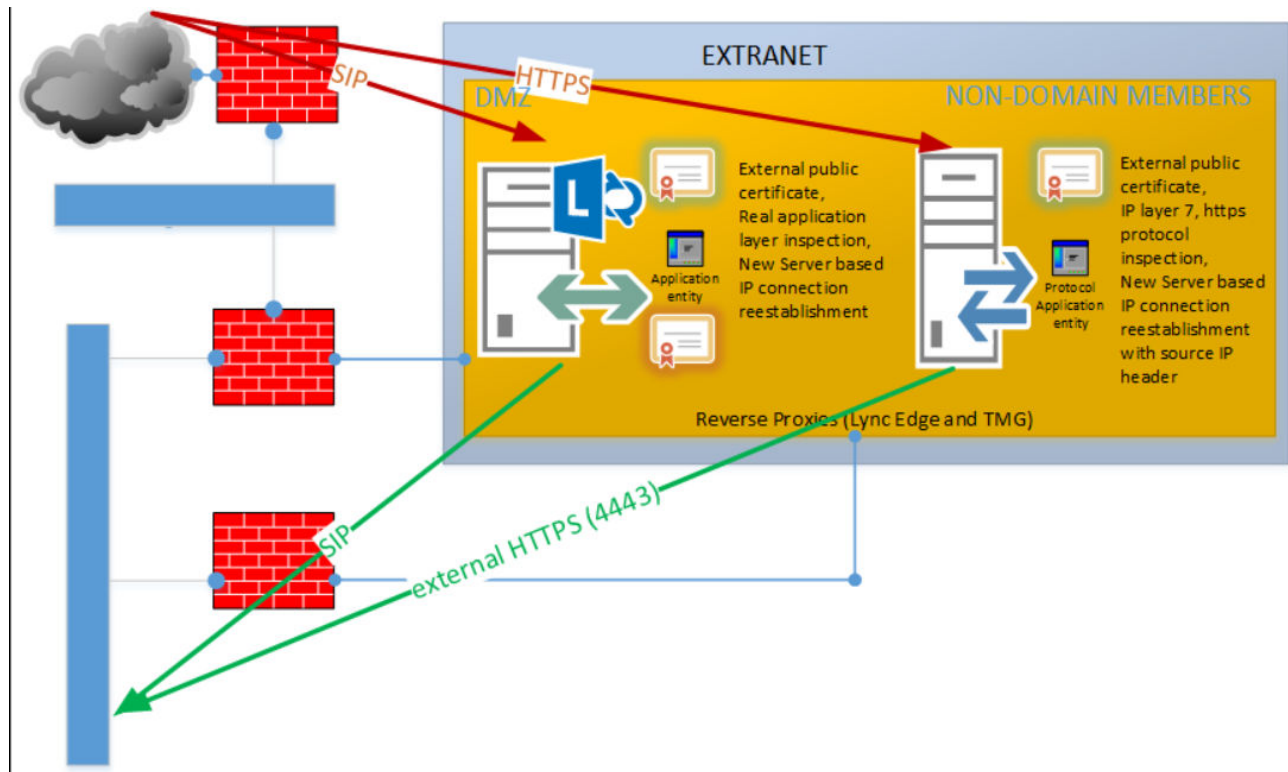 EXTRANET
SIP
HTTPS
DMZ
NON-DOMAIN MEMBERS
L
External public
certificate,
Real application
layer inspection,
New Server based
IP connection
reestablishment
Application
entity
External public
certificate,
IP layer 7, https
protocol
inspection,
New Server based
IP connection
reestablishment
with source IP
header
Protocol
Application
entity
Reverse Proxies (Lync Edge and TMG)
SIP
external HTTPS (4443)